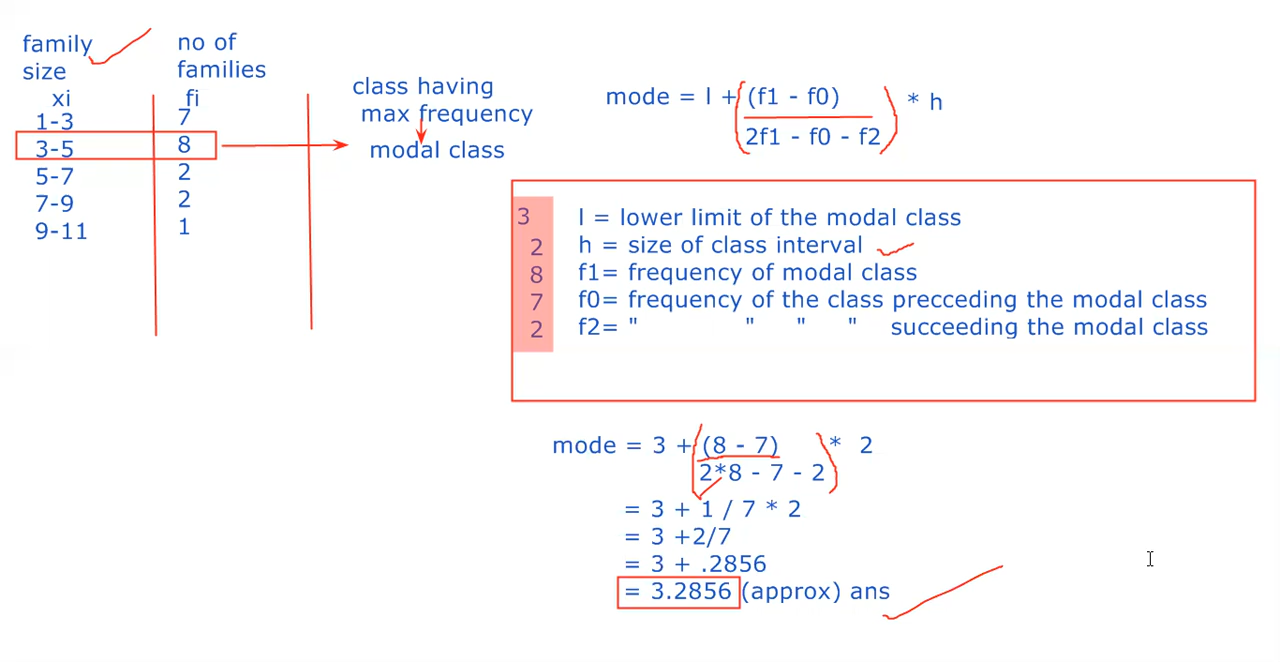 family no of
size families
xi fi
1-3 7
3-5 8
5-7 2
7-9 2
9-11 1
class having
max frequency
modal class
mode = l + (f1 - f0) * h
2f1 - f0 - f2
3 l = lower limit of the modal class
2 h = size of class interval
8 f1= frequency of modal class
7 f0= frequency of the class precceding the modal class
2 f2= " " " " succeeding the modal class
mode = 3 + (8 - 7) * 2
2*8 - 7 - 2
= 3 + 1 / 7 * 2
= 3 +2/7
= 3 + .2856
= 3.2856 (approx) ans